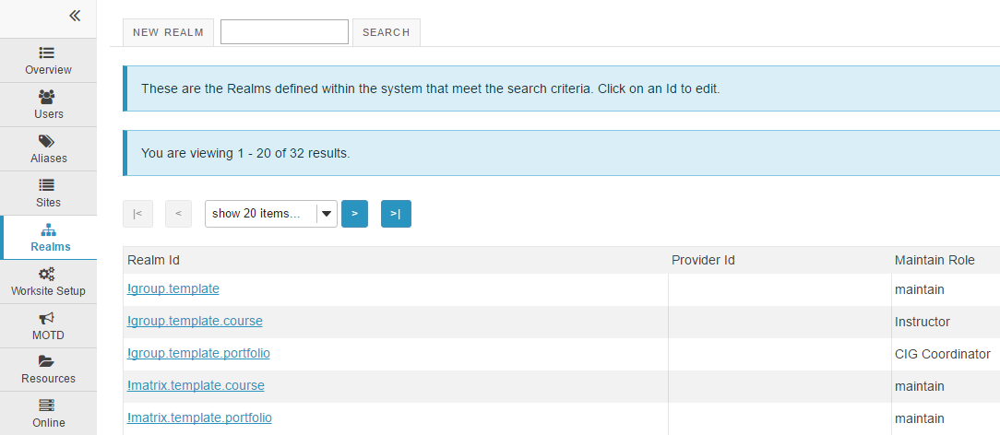 Overview
Users
Aliases
Sites
Realms
Worksite Setup
MOTD
Resources
Online
NEW REALM SEARCH
These are the Realms defined within the system that meet the search criteria. Click on an Id to edit.
You are viewing 1 - 20 of 32 results.
|< < show 20 items... > >|
Realm Id Provider Id Maintain Role
!group.template maintain
!group.template.course Instructor
!group.template.portfolio CIG Coordinator
!matrix.template.course maintain
!matrix.template.portfolio maintain